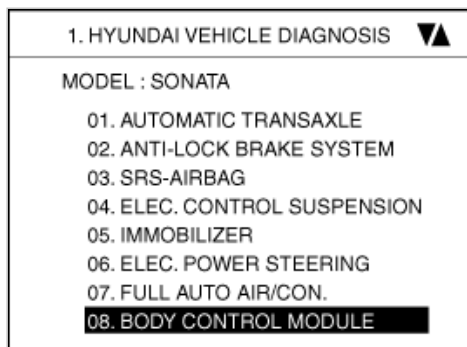 1. HYUNDAI VEHICLE DIAGNOSIS
MODEL : SONATA
01. AUTOMATIC TRANSAXLE
02. ANTI-LOCK BRAKE SYSTEM
03. SRS-AIRBAG
04. ELEC. CONTROL SUSPENSION
05. IMMOBILIZER
06. ELEC. POWER STEERING
07. FULL AUTO AIR/CON.
08. BODY CONTROL MODULE